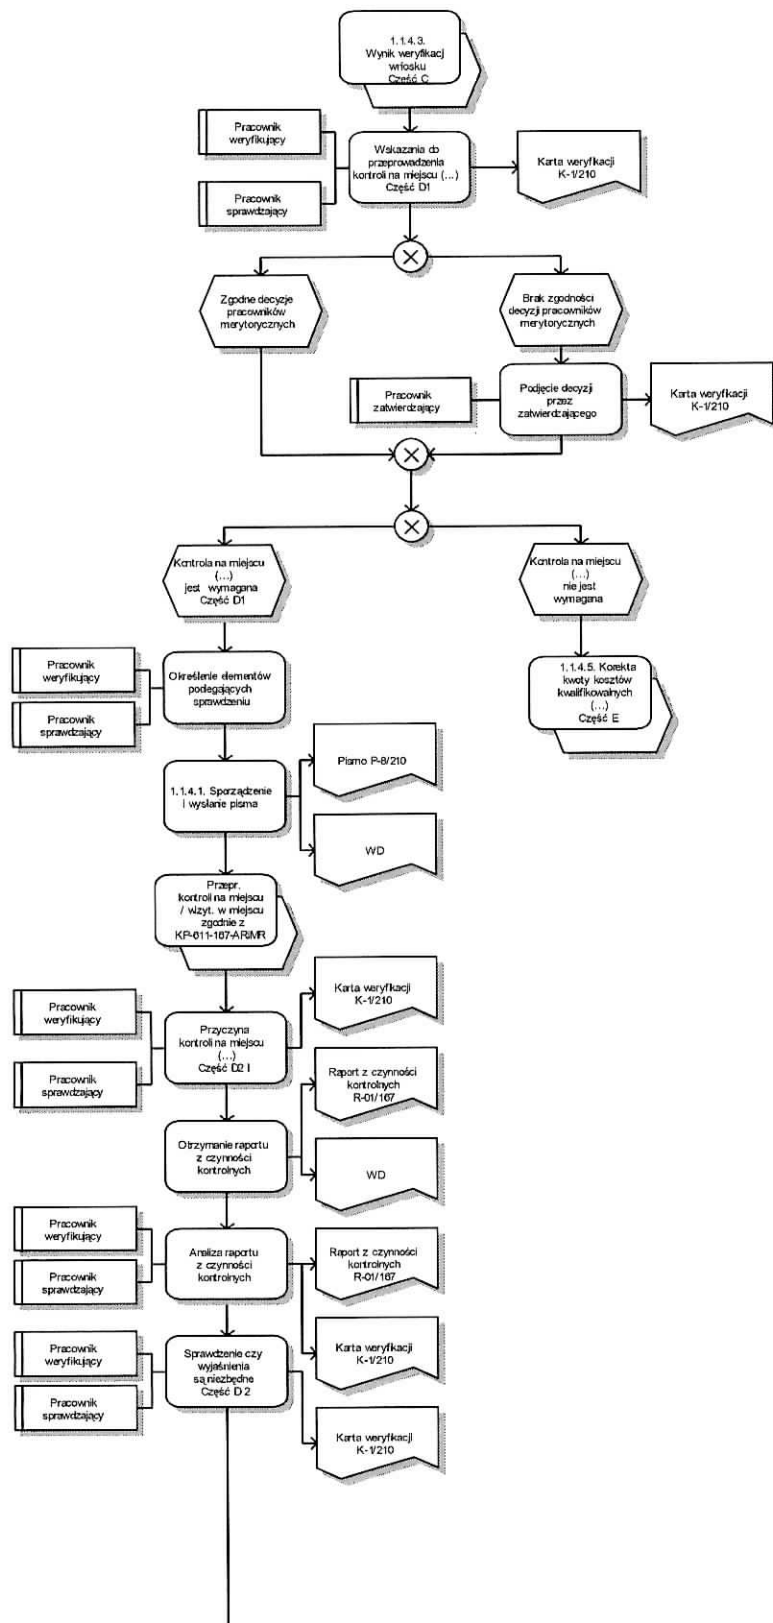 1.1.4.3.
Wynik weryfikacj
wniosku
Część C
Pracownik
weryfikujący
Pracownik
sprawdzający
Wskazania do
przeprowadzenia
kontroli na miejscu (...)
Część D1
Karta weryfikacji
K-1/210
Zgodne decyzje
pracowników
merytorycznych
Brak zgodności
decyzji pracowników
merytorycznych
Pracownik
zatwierdzający
Podjęcie decyzji
przez
zatwierdzającego
Karta weryfikacji
K-1/210
Kontrola na miejscu
(...)
jest wymagana
Część D1
Kontrola na miejscu
(...)
nie jest
wymagana
Pracownik
weryfikujący
Pracownik
sprawdzający
Określenie elementów
podlegających
sprawdzeniu
1.1.4.5. Korekta
kwoty kosztów
kwalifikowalnych
(...)
Część E
1.1.4.1. Sporządzenie
i wysłanie pisma
Pismo P-8/210
WD
Przepr.
kontroli na miejscu
/ wizyt. w miejscu
zgodnie z
KP-611-167-ARiMR
Pracownik
weryfikujący
Pracownik
sprawdzający
Przyczyna
kontroli na miejscu
(...)
Część D2 I
Karta weryfikacji
K-1/210
Otrzymanie raportu
z czynności
kontrolnych
Raport z czynności
kontrolnych
R-01/167
WD
Pracownik
weryfikujący
Pracownik
sprawdzający
Analiza raportu
z czynności
kontrolnych
Raport z czynności
kontrolnych
R-01/167
Karta weryfikacji
K-1/210
Pracownik
weryfikujący
Pracownik
sprawdzający
Sprawdzenie czy
wyjaśnienia
są niezbędne
Część D 2
Karta weryfikacji
K-1/210